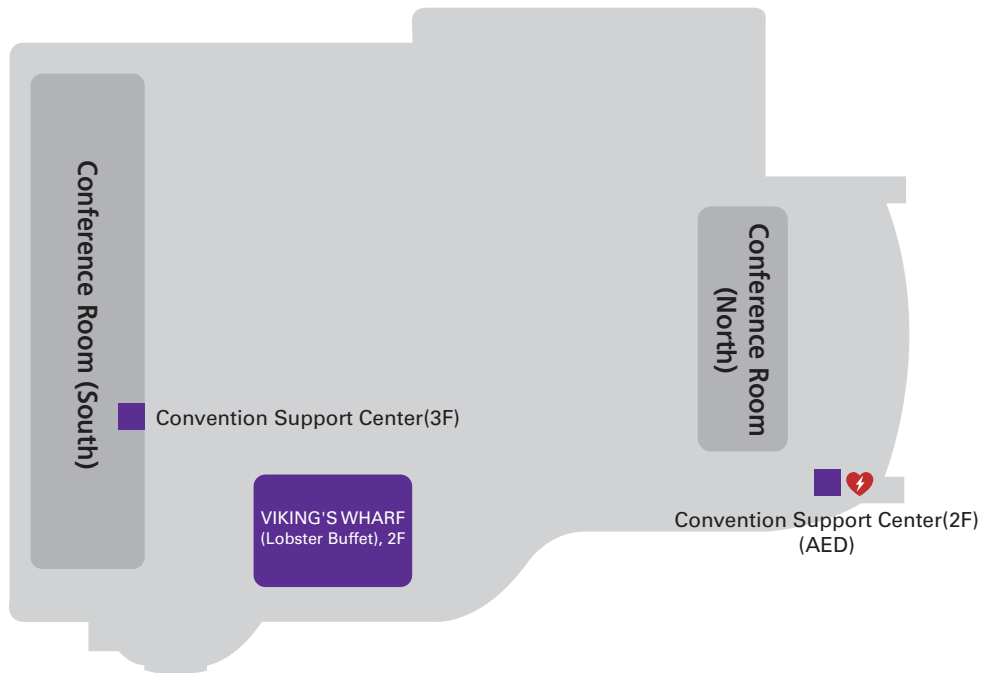 Conference Room (South)
Conference Room
(North)
Convention Support Center(3F)
VIKING'S WHARF
(Lobster Buffet), 2F
Convention Support Center(2F)
(AED)